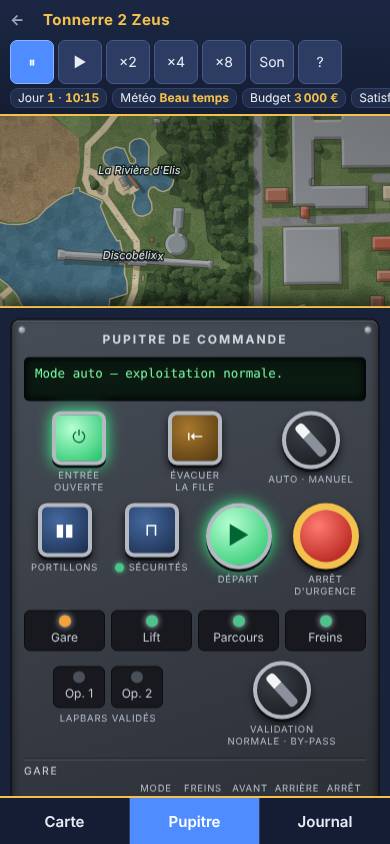 ← Tonnerre 2 Zeus
×2 ×4 ×8 Son ?
Jour 1 · 10:15 Météo Beau temps Budget 3 000 € Satisf
La Rivière d'Elis
Discobélix
PUPITRE DE COMMANDE
Mode auto — exploitation normale.
ENTRÉE
OUVERTE
ÉVACUER
LA FILE
AUTO · MANUEL
PORTILLONS
SÉCURITÉS
DÉPART
ARRÊT
D'URGENCE
Gare Lift Parcours Freins
Op. 1 Op. 2
LAPBARS VALIDÉS
VALIDATION
NORMALE · BY-PASS
GARE
MODE FREINS AVANT ARRIÈRE ARRÊT
Carte Pupitre Journal